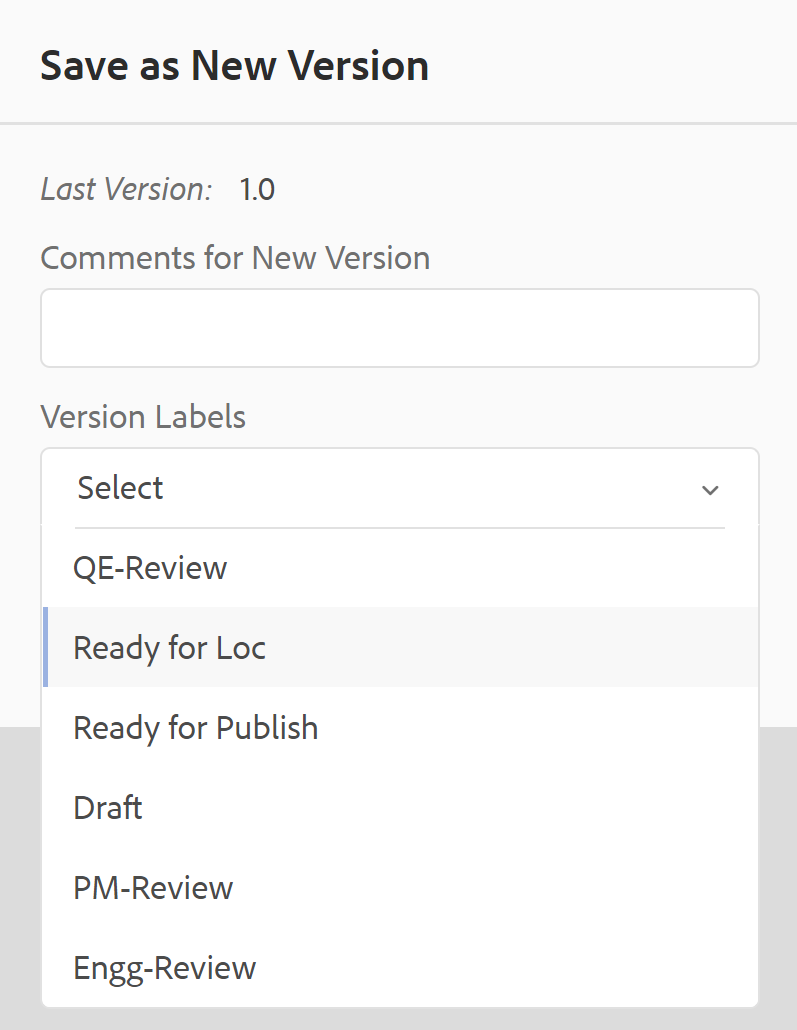 Save as New Version
Last Version: 1.0
Comments for New Version
Version Labels
Select
QE-Review
Ready for Loc
Ready for Publish
Draft
PM-Review
Engg-Review